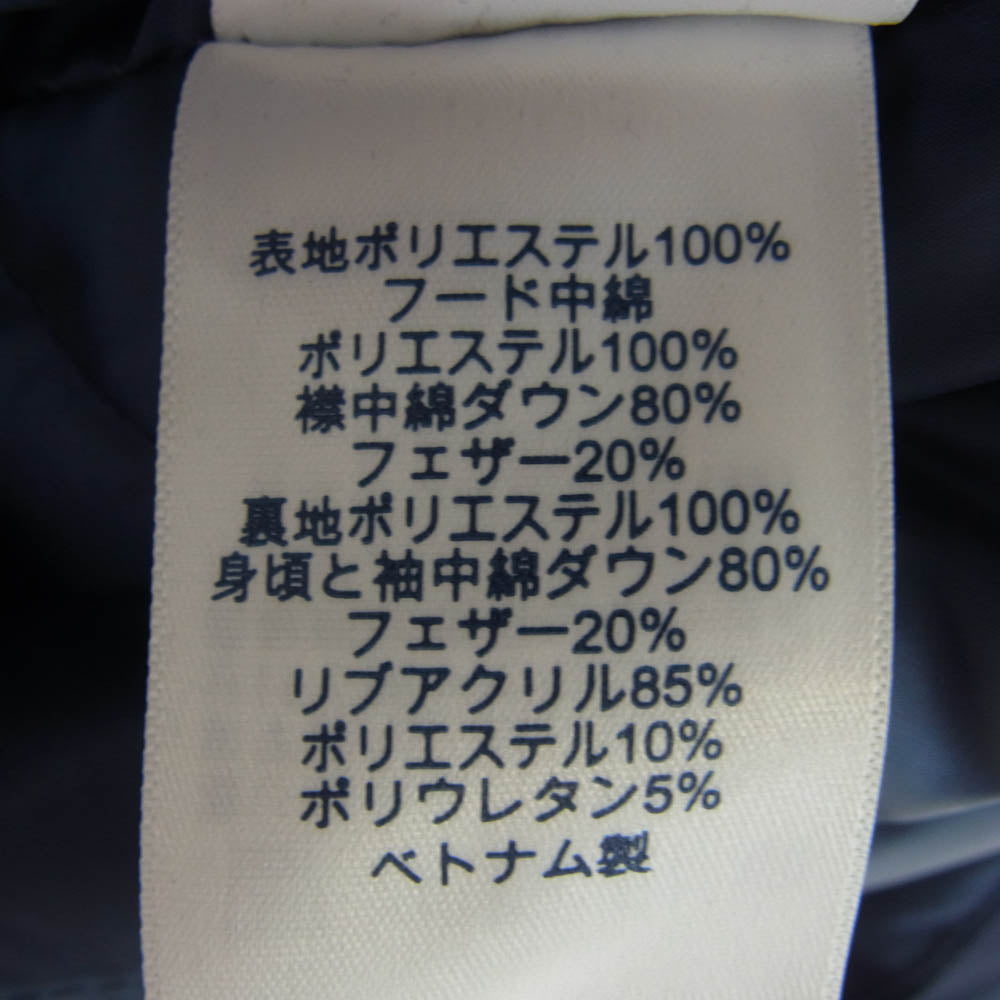 表地ポリエステル100%
フード中綿
ポリエステル100%
襟中綿ダウン80%
フェザー20%
裏地ポリエステル100%
身頃と袖中綿ダウン80%
フェザー20%
リブアクリル85%
ポリエステル10%
ポリウレタン5%
ベトナム製